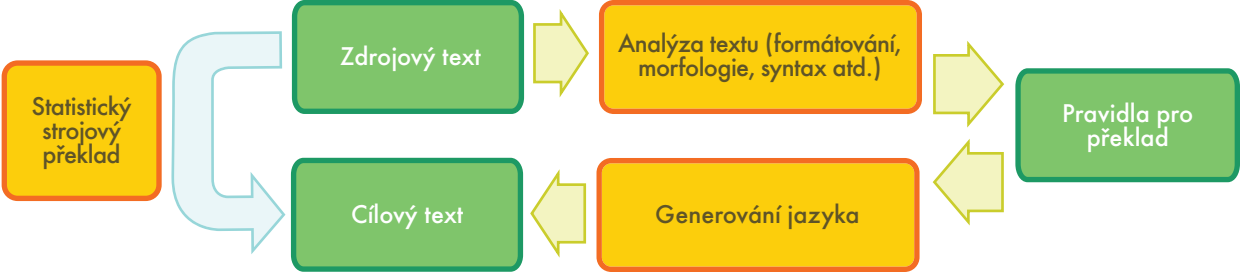 Statistický
strojový
překlad
Zdrojový text
Analýza textu (formátování,
morfologie, syntax atd.)
Pravidla pro
překlad
Generování jazyka
Cílový text